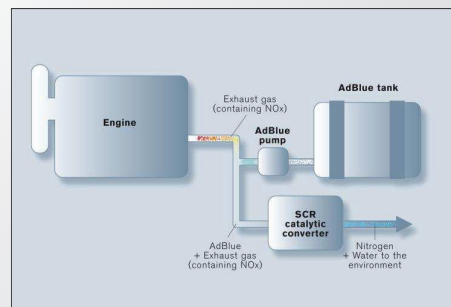 Exhaust gas
(containing NOx)
AdBlue tank
Engine
AdBlue
pump
SCR
catalytic
converter
AdBlue
+ Exhaust gas
(containing NOx)
Nitrogen
+ Water to the
environment